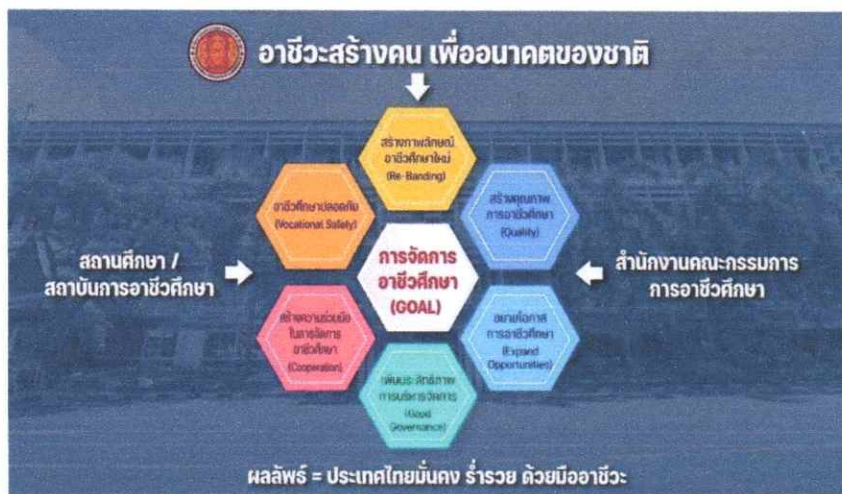 อาชีวะสร้างคน เพื่ออนาคตของชาติ
สร้างภาพลักษณ์
อาชีวศึกษาใหม่
(Re-Banding)
อาชีวศึกษาปลอดภัย
(Vocational Safety)
สร้างคุณภาพ
การอาชีวศึกษา
(Quality)
สถานศึกษา /
สถาบันการอาชีวศึกษา
การจัดการ
อาชีวศึกษา
(GOAL)
สำนักงานคณะกรรมการ
การอาชีวศึกษา
สร้างความร่วมมือ
ในการจัดการ
อาชีวศึกษา
(Cooperation)
ขยายโอกาส
การอาชีวศึกษา
(Expand
Opportunities)
เพิ่มประสิทธิภาพ
การบริหารจัดการ
(Good
Governance)
ผลลัพธ์ = ประเทศไทยมั่นคง ร่ำรวย ด้วยมืออาชีวะ